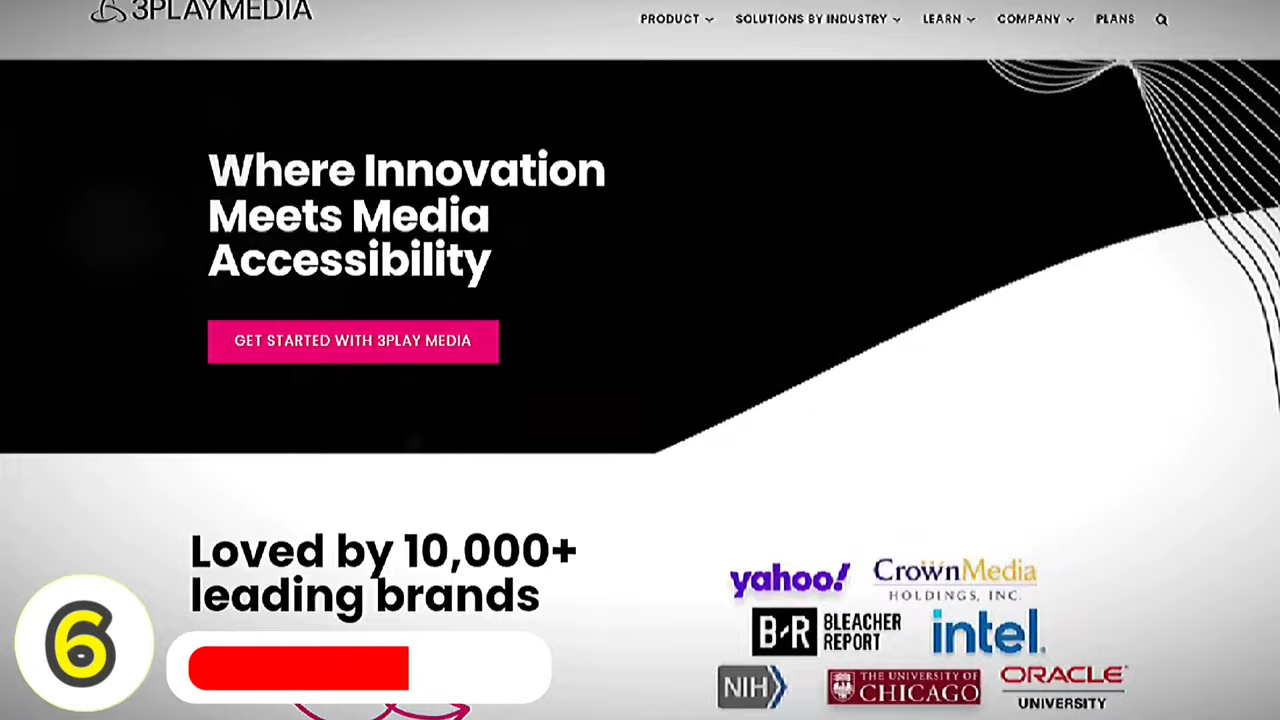 3PLAYMEDIA
PRODUCT SOLUTIONS BY INDUSTRY LEARN COMPANY PLANS
Where Innovation
Meets Media
Accessibility
GET STARTED WITH 3PLAY MEDIA
Loved by 10,000+
leading brands
yahoo!
CrownMedia
HOLDINGS, INC.
B/R BLEACHER
REPORT
intel.
NIH
THE UNIVERSITY OF
CHICAGO
ORACLE
UNIVERSITY
6